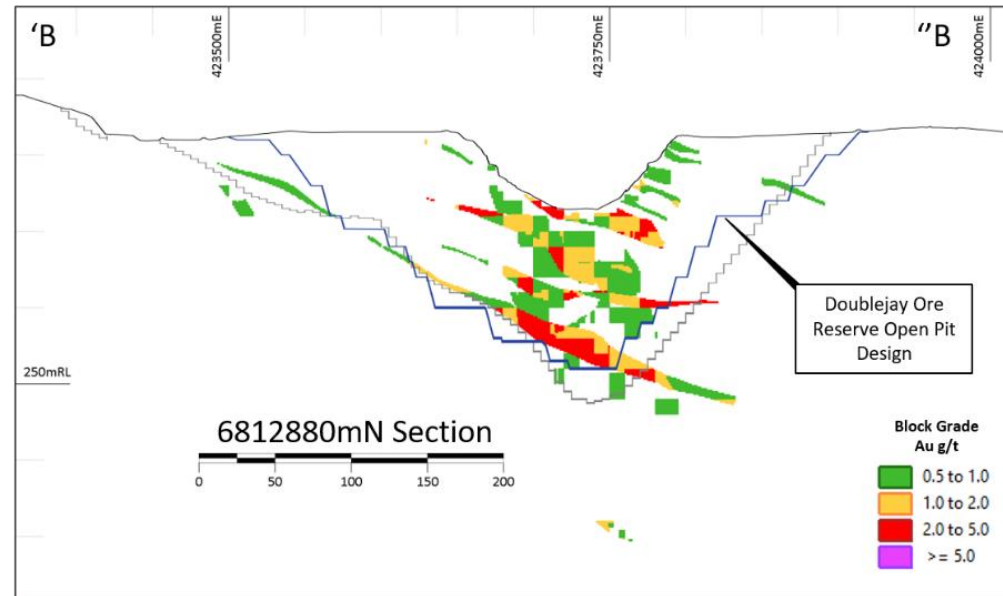 ‘B
423500mE
423750mE
424000mE
‘’B
Doublejay Ore
Reserve Open Pit
Design
250mRL
6812880mN Section
0 50 100 150 200
Block Grade
Au g/t
0.5 to 1.0
1.0 to 2.0
2.0 to 5.0
>= 5.0